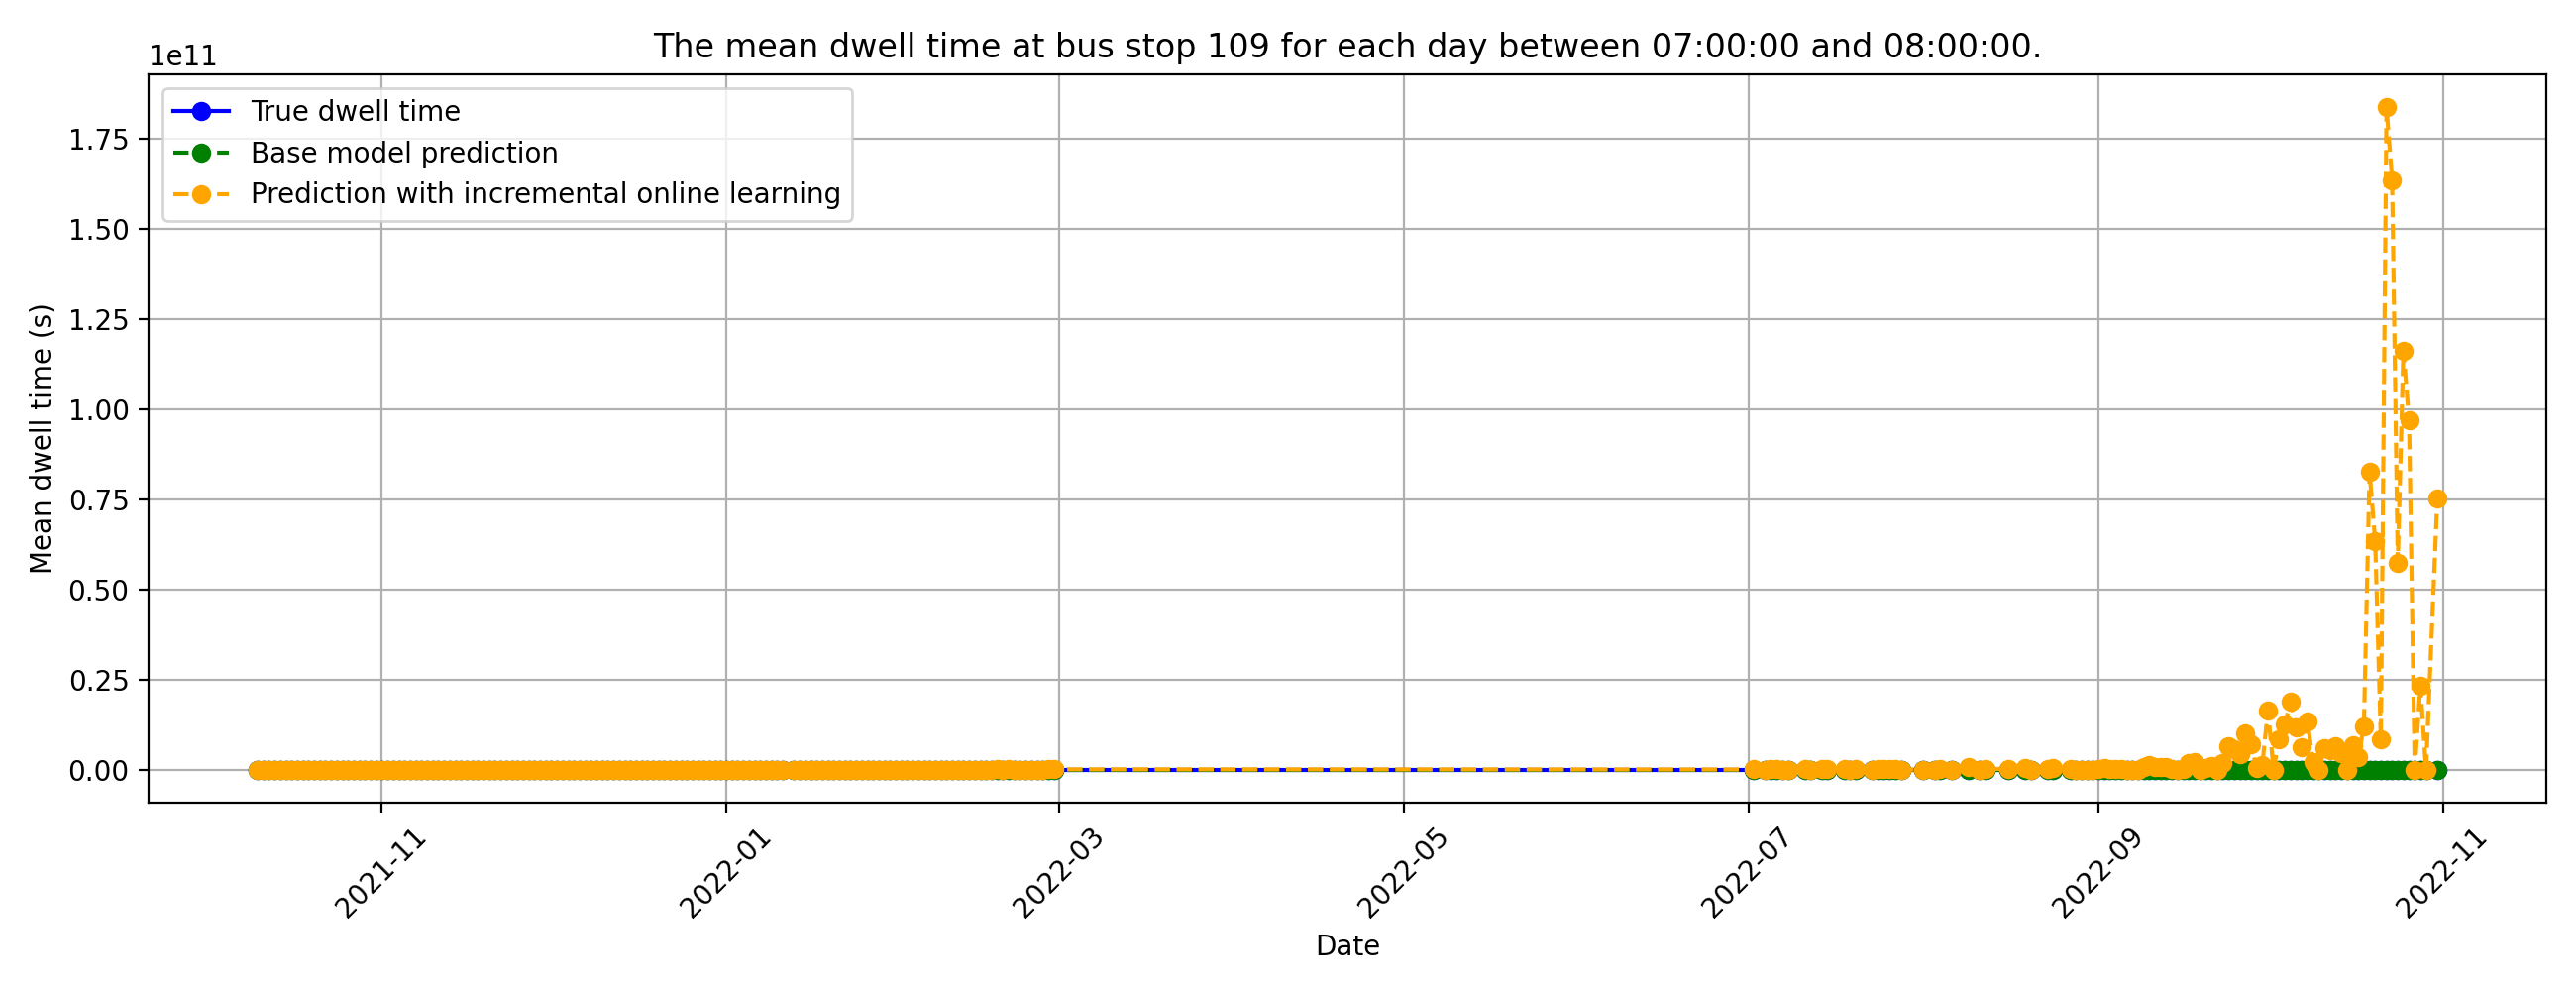 The mean dwell time at bus stop 109 for each day between 07:00:00 and 08:00:00.
1e11
True dwell time
Base model prediction
Prediction with incremental online learning
1.75
1.50
1.25
1.00
0.75
0.50
0.25
0.00
Mean dwell time (s)
2021-11
2022-01
2022-03
2022-05
2022-07
2022-09
2022-11
Date